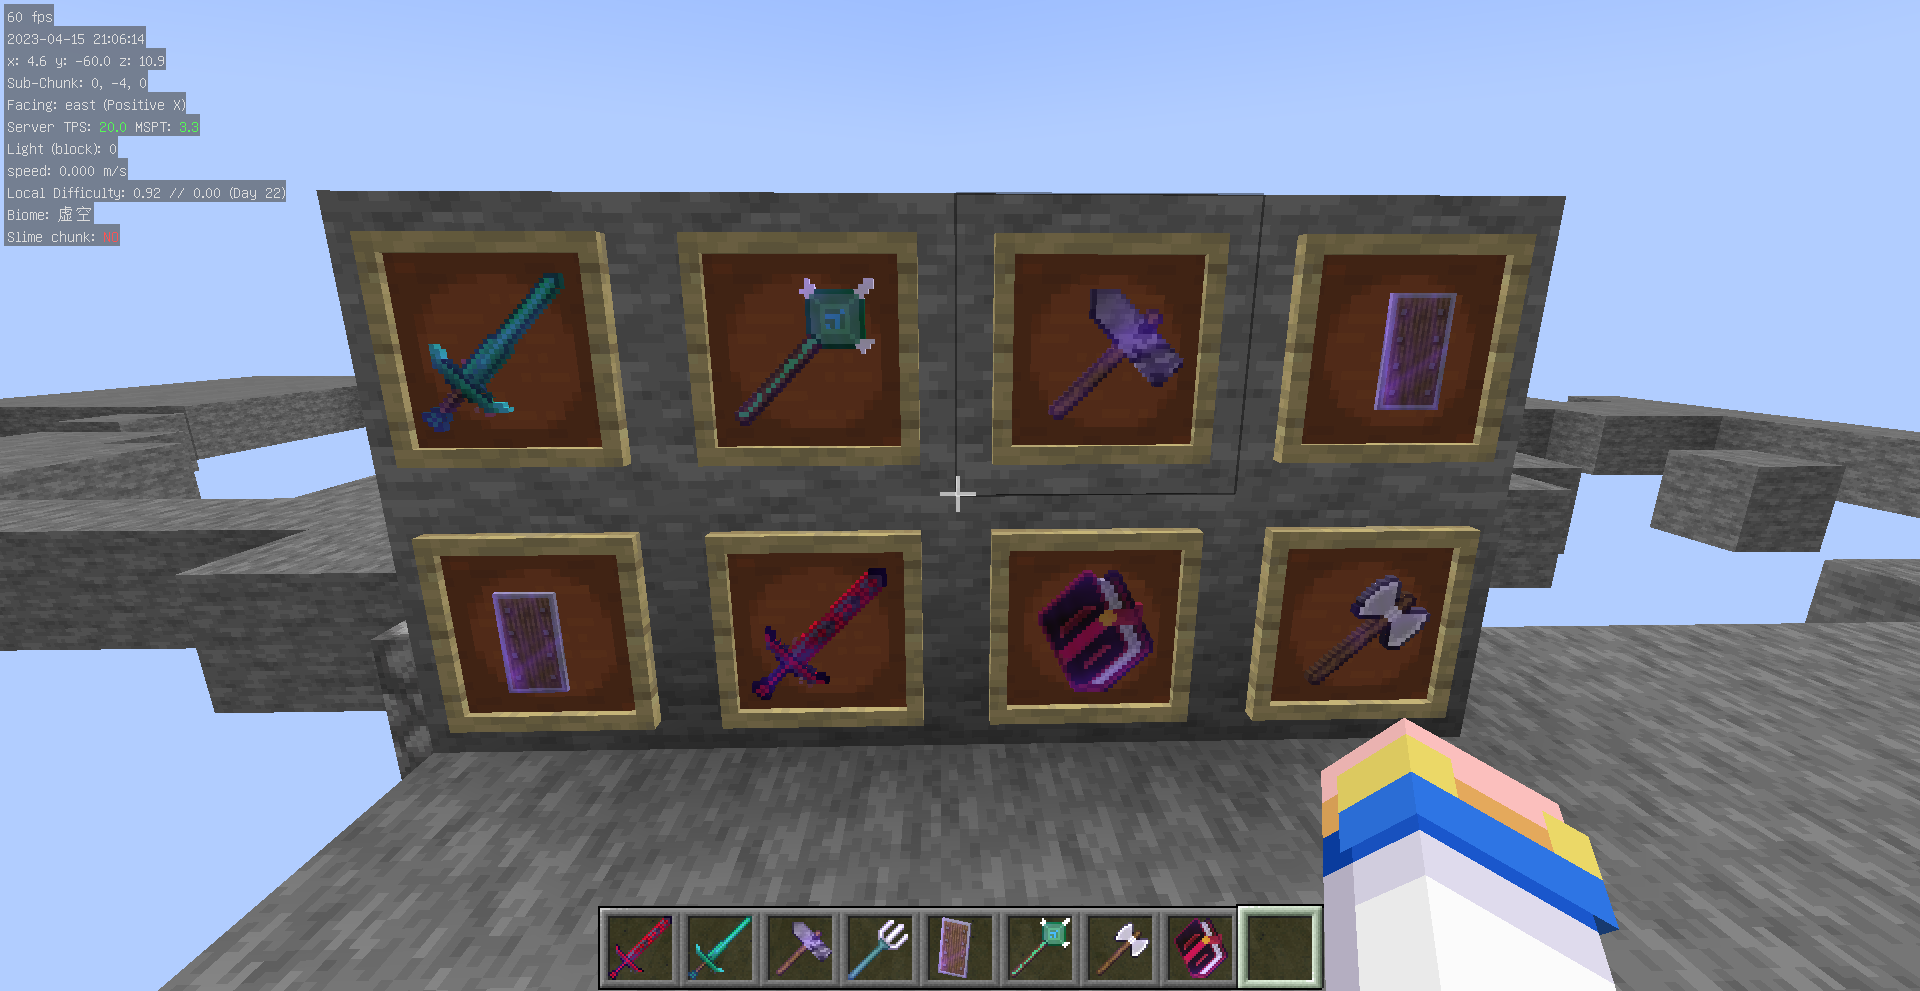 60 fps
2023-04-15 21:06:14
x: 4.6 y: -60.0 z: 10.9
Sub-Chunk: 0, -4, 0
Facing: east (Positive X)
Server TPS: 20.0 MSPT: 3.3
Light (block): 0
speed: 0.000 m/s
Local Difficulty: 0.92 // 0.00 (Day 22)
Biome: 虚空
Slime chunk: NO